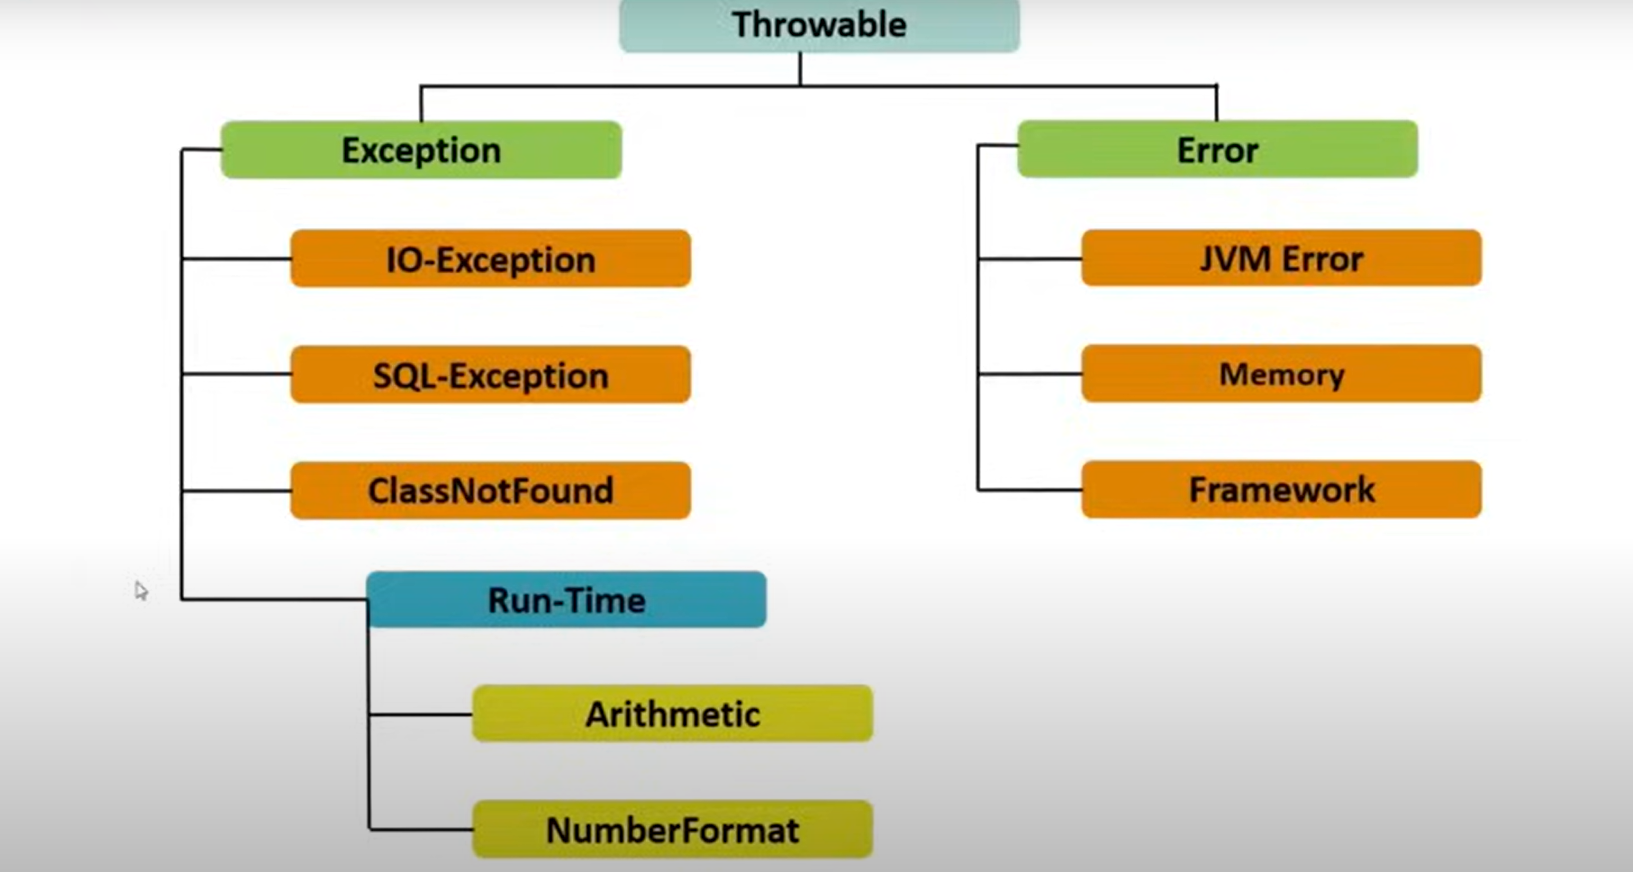 Throwable
Exception
Error
IO-Exception
JVM Error
SQL-Exception
Memory
ClassNotFound
Framework
Run-Time
Arithmetic
NumberFormat